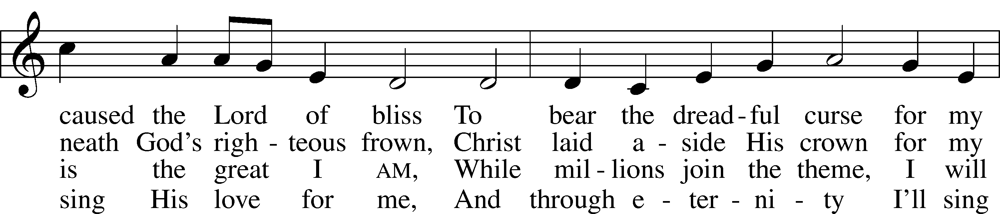 caused the Lord of bliss To bear the dread-ful curse for my
neath God’s righ - teous frown, Christ laid a - side His crown for my
is the great I AM, While mil - lions join the theme, I will
sing His love for me, And through e - ter - ni - ty I’ll sing